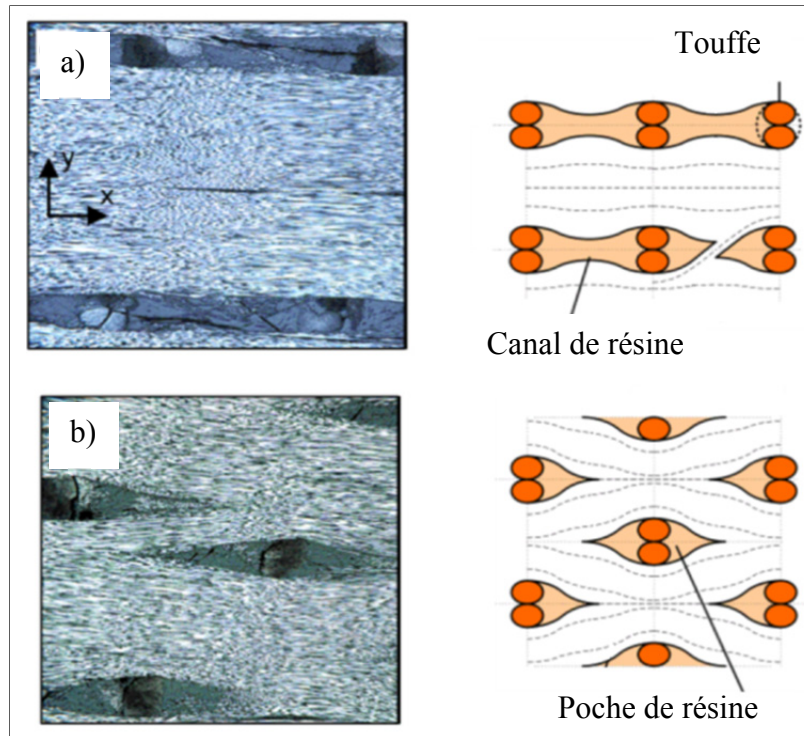 a)
y
x
Touffe
Canal de résine
b)
Poche de résine